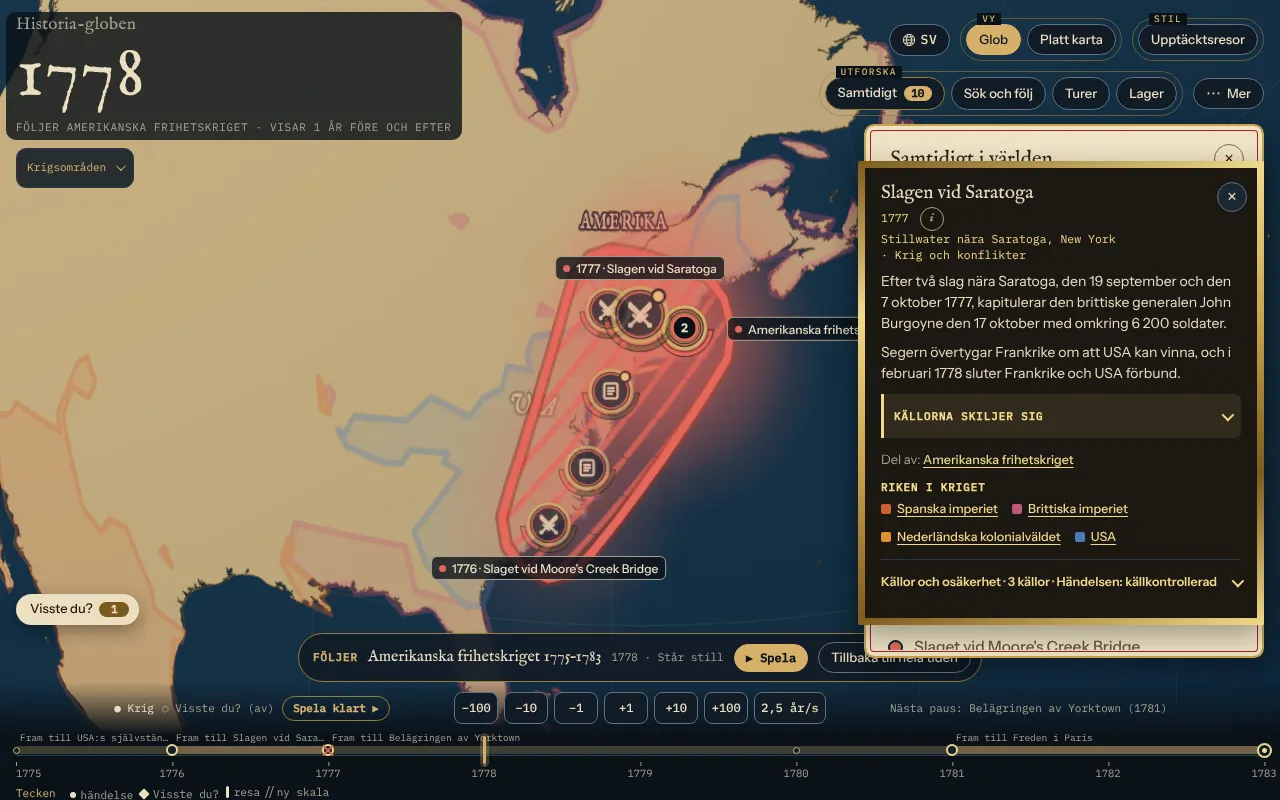 Historia-globen
1778
FÖLJER AMERIKANSKA FRIHETSKRIGET · VISAR 1 ÅR FÖRE OCH EFTER
Krigsområden
SV
VY
Glob
Platt karta
STIL
Upptäcktsresor
UTFORSKA
Samtidigt 10
Sök och följ
Turer
Lager
··· Mer
Samtidigt i världen
×
Slagen vid Saratoga
×
1777 i
Stillwater nära Saratoga, New York
· Krig och konflikter
Efter två slag nära Saratoga, den 19 september och den
7 oktober 1777, kapitulerar den brittiske generalen John
Burgoyne den 17 oktober med omkring 6 200 soldater.
Segern övertygar Frankrike om att USA kan vinna, och i
februari 1778 sluter Frankrike och USA förbund.
KÄLLORNA SKILJER SIG
Del av: Amerikanska frihetskriget
RIKEN I KRIGET
Spanska imperiet
Brittiska imperiet
Nederländska kolonialväldet
USA
Källor och osäkerhet · 3 källor · Händelsen: källkontrollerad
Slaget vid Moore's Creek Bridge
AMERIKA
1777 · Slagen vid Saratoga
2
Amerikanska frihets
USA
1776 · Slaget vid Moore's Creek Bridge
Visste du? 1
FÖLJER Amerikanska frihetskriget 1775–1783 1778 · Står still
▶ Spela
Tillbaka till hela tiden
Krig
Visste du? (av)
Spela klart ▶
−100
−10
−1
+1
+10
+100
2,5 år/s
Nästa paus: Belägringen av Yorktown (1781)
Fram till USA:s självstän…
Fram till Slagen vid Sara…
Fram till Belägringen av Yorktown
Fram till Freden i Paris
1775
1776
1777
1778
1779
1780
1781
1782
1783
Tecken
händelse
Visste du?
resa
// ny skala